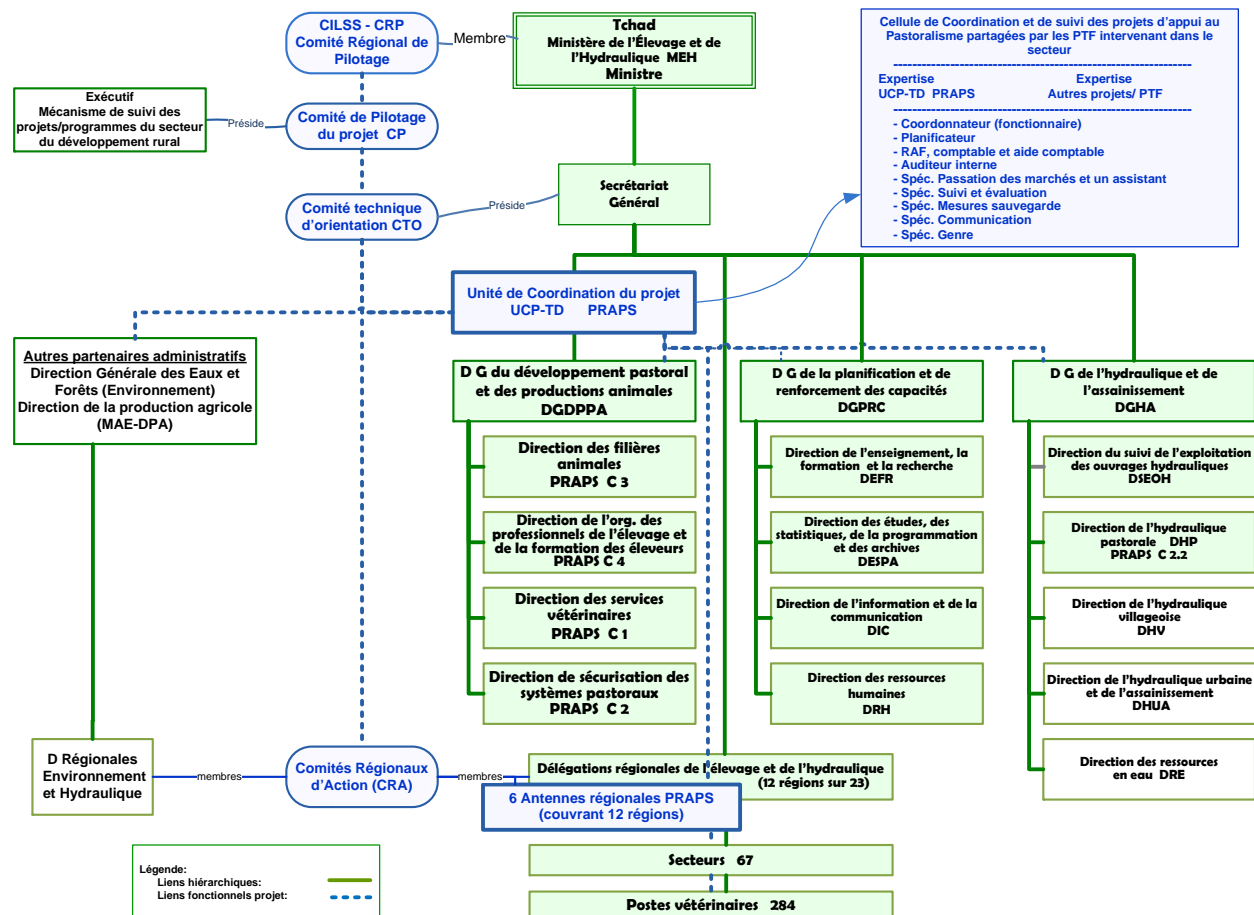 CILSS - CRP
Comité Régional de
Pilotage
Membre
Tchad
Ministère de l'Élevage et de
l'Hydraulique MEH
Ministre
Cellule de Coordination et de suivi des projets d'appui au
Pastoralisme partagées par les PTF intervenant dans le
secteur
----------------------------------------------------------------
Expertise Expertise
UCP-TD PRAPS Autres projets/ PTF
----------------------------------------------------------------
- Coordonnateur (fonctionnaire)
- Planificateur
- RAF, comptable et aide comptable
- Auditeur interne
- Spéc. Passation des marchés et un assistant
- Spéc. Suivi et évaluation
- Spéc. Mesures sauvegarde
- Spéc. Communication
- Spéc. Genre
Exécutif
Mécanisme de suivi des
projets/programmes du secteur
du développement rural
Préside
Comité de Pilotage
du projet CP
Comité technique
d'orientation CTO
Préside
Secrétariat
Général
Unité de Coordination du projet
UCP-TD PRAPS
Autres partenaires administratifs
Direction Générale des Eaux et
Forêts (Environnement)
Direction de la production agricole
(MAE-DPA)
D G du développement pastoral
et des productions animales
DGDPPA
Direction des filières
animales
PRAPS C 3
Direction de l'org. des
professionnels de l'élevage et
de la formation des éleveurs
PRAPS C 4
Direction des services
vétérinaires
PRAPS C 1
Direction de sécurisation des
systèmes pastoraux
PRAPS C 2
D G de la planification et de
renforcement des capacités
DGPRC
Direction de l'enseignement, la
formation et la recherche
DEFR
Direction des études, des
statistiques, de la programmation
et des archives
DESPA
Direction de l'information et de la
communication
DIC
Direction des ressources
humaines
DRH
D G de l'hydraulique et de
l'assainissement
DGHA
Direction du suivi de l'exploitation
des ouvrages hydrauliques
DSEOH
Direction de l'hydraulique
pastorale DHP
PRAPS C 2.2
Direction de l'hydraulique
villageoise
DHV
Direction de l'hydraulique urbaine
et de l'assainissement
DHUA
Direction des ressources
en eau DRE
D Régionales
Environnement
et Hydraulique
membres
Comités Régionaux
d'Action (CRA)
membres
Délégations régionales de l'élevage et de l'hydraulique
(12 régions sur 23)
6 Antennes régionales PRAPS
(couvrant 12 régions)
Secteurs 67
Postes vétérinaires 284
Légende:
Liens hiérarchiques:
Liens fonctionnels projet: